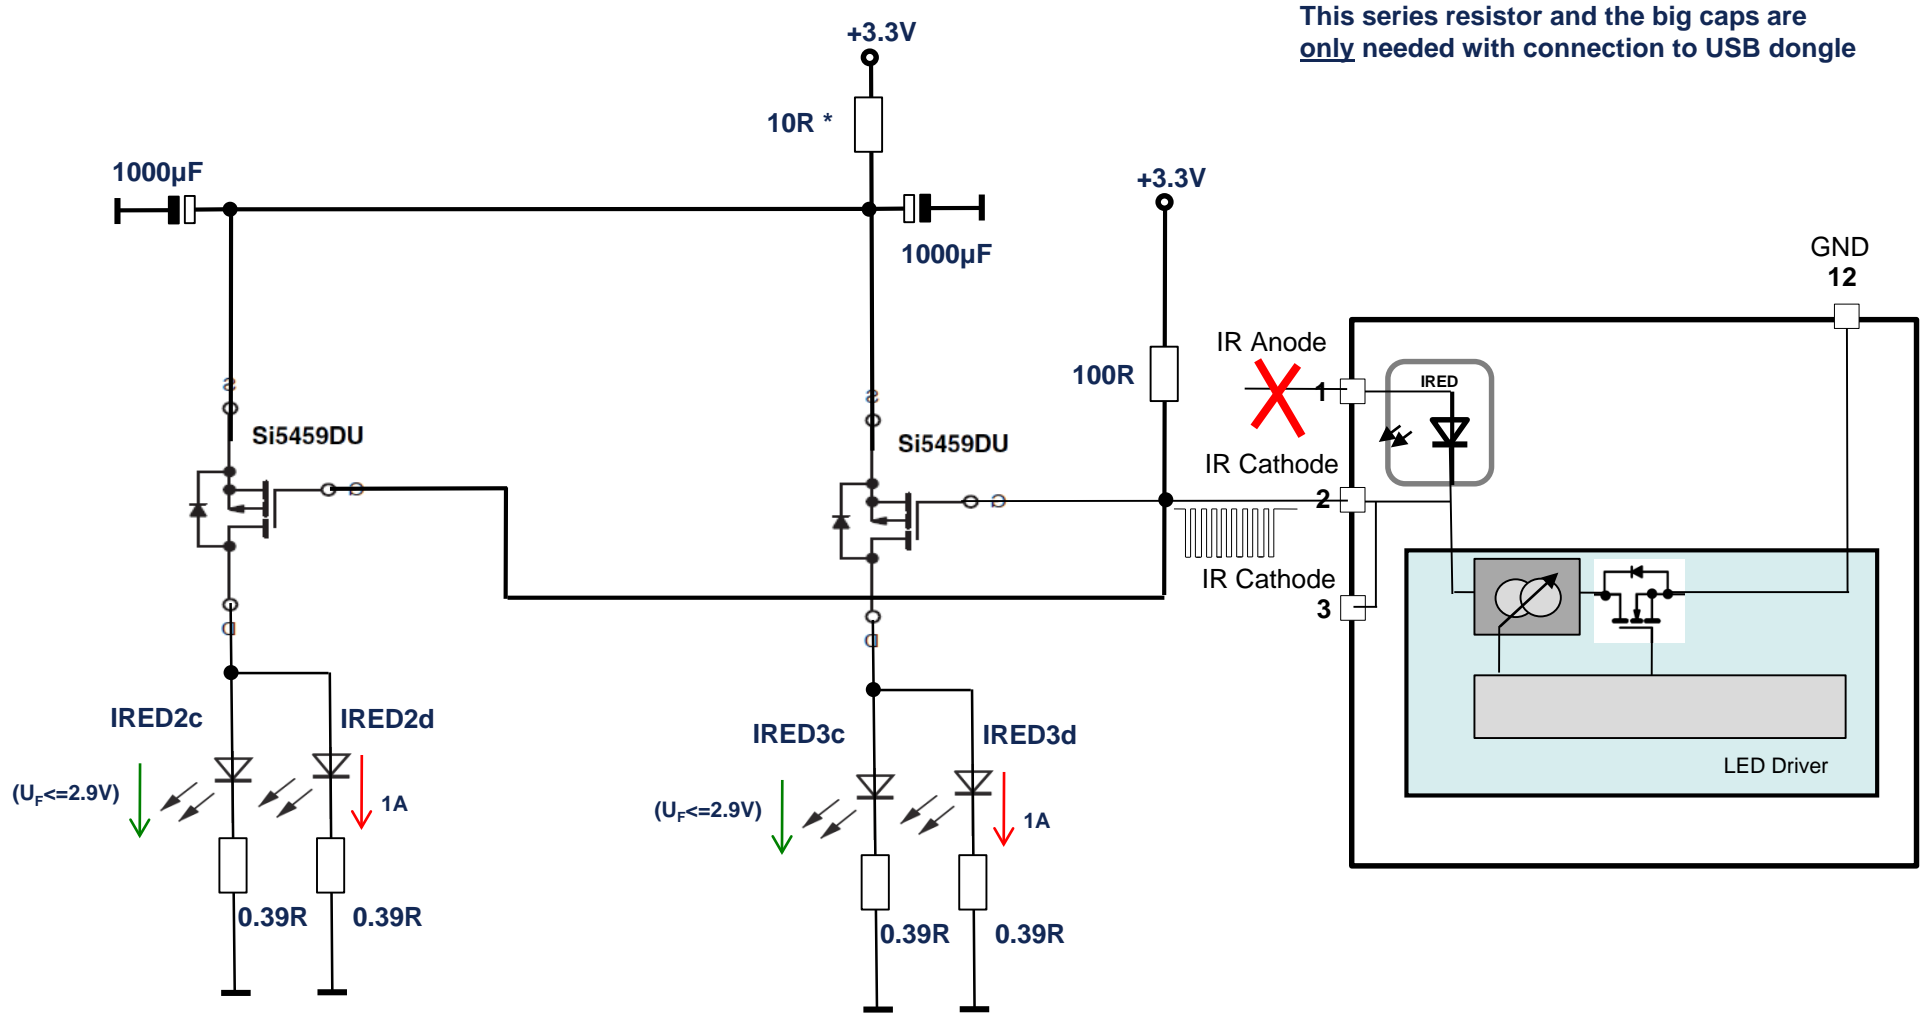 This series resistor and the big caps are
only needed with connection to USB dongle
+3.3V
10R *
1000µF
1000µF
+3.3V
100R
GND
12
IR Anode
1
IRED
IR Cathode
2
IR Cathode
3
S
Si5459DU
G
D
S
Si5459DU
G
D
LED Driver
IRED2c
IRED2d
(UF<=2.9V)
1A
0.39R
0.39R
IRED3c
IRED3d
(UF<=2.9V)
1A
0.39R
0.39R